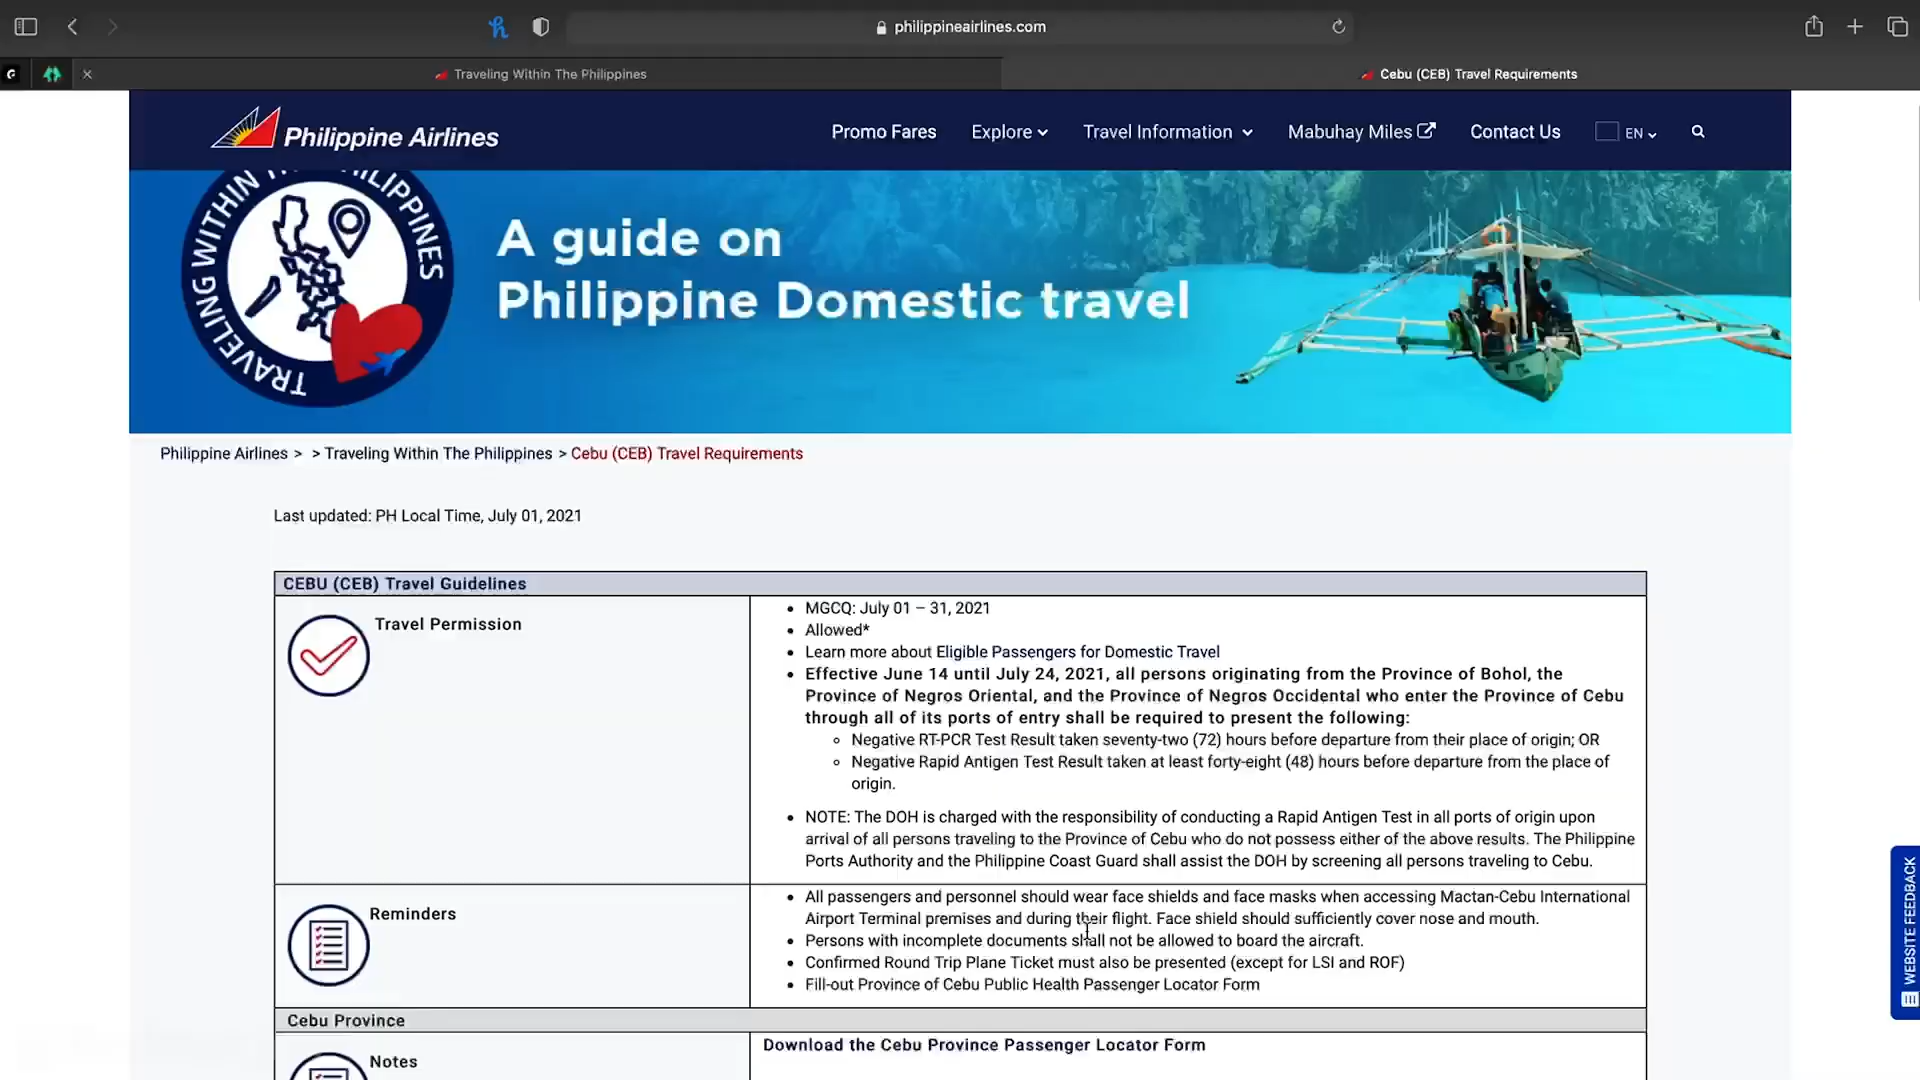 philippineairlines.com
Traveling Within The Philippines
Cebu (CEB) Travel Requirements
Philippine Airlines
Promo Fares
Explore
Travel Information
Mabuhay Miles
Contact Us
EN
TRAVELING WITHIN THE PHILIPPINES
A guide on
Philippine Domestic travel
Philippine Airlines > > Traveling Within The Philippines > Cebu (CEB) Travel Requirements
Last updated: PH Local Time, July 01, 2021
CEBU (CEB) Travel Guidelines
Travel Permission
• MGCQ: July 01 – 31, 2021
• Allowed*
• Learn more about Eligible Passengers for Domestic Travel
• Effective June 14 until July 24, 2021, all persons originating from the Province of Bohol, the
Province of Negros Oriental, and the Province of Negros Occidental who enter the Province of Cebu
through all of its ports of entry shall be required to present the following:
◦ Negative RT-PCR Test Result taken seventy-two (72) hours before departure from their place of origin; OR
◦ Negative Rapid Antigen Test Result taken at least forty-eight (48) hours before departure from the place of
origin.
• NOTE: The DOH is charged with the responsibility of conducting a Rapid Antigen Test in all ports of origin upon
arrival of all persons traveling to the Province of Cebu who do not possess either of the above results. The Philippine
Ports Authority and the Philippine Coast Guard shall assist the DOH by screening all persons traveling to Cebu.
Reminders
• All passengers and personnel should wear face shields and face masks when accessing Mactan-Cebu International
Airport Terminal premises and during their flight. Face shield should sufficiently cover nose and mouth.
• Persons with incomplete documents shall not be allowed to board the aircraft.
• Confirmed Round Trip Plane Ticket must also be presented (except for LSI and ROF)
• Fill-out Province of Cebu Public Health Passenger Locator Form
Cebu Province
Notes
Download the Cebu Province Passenger Locator Form
WEBSITE FEEDBACK